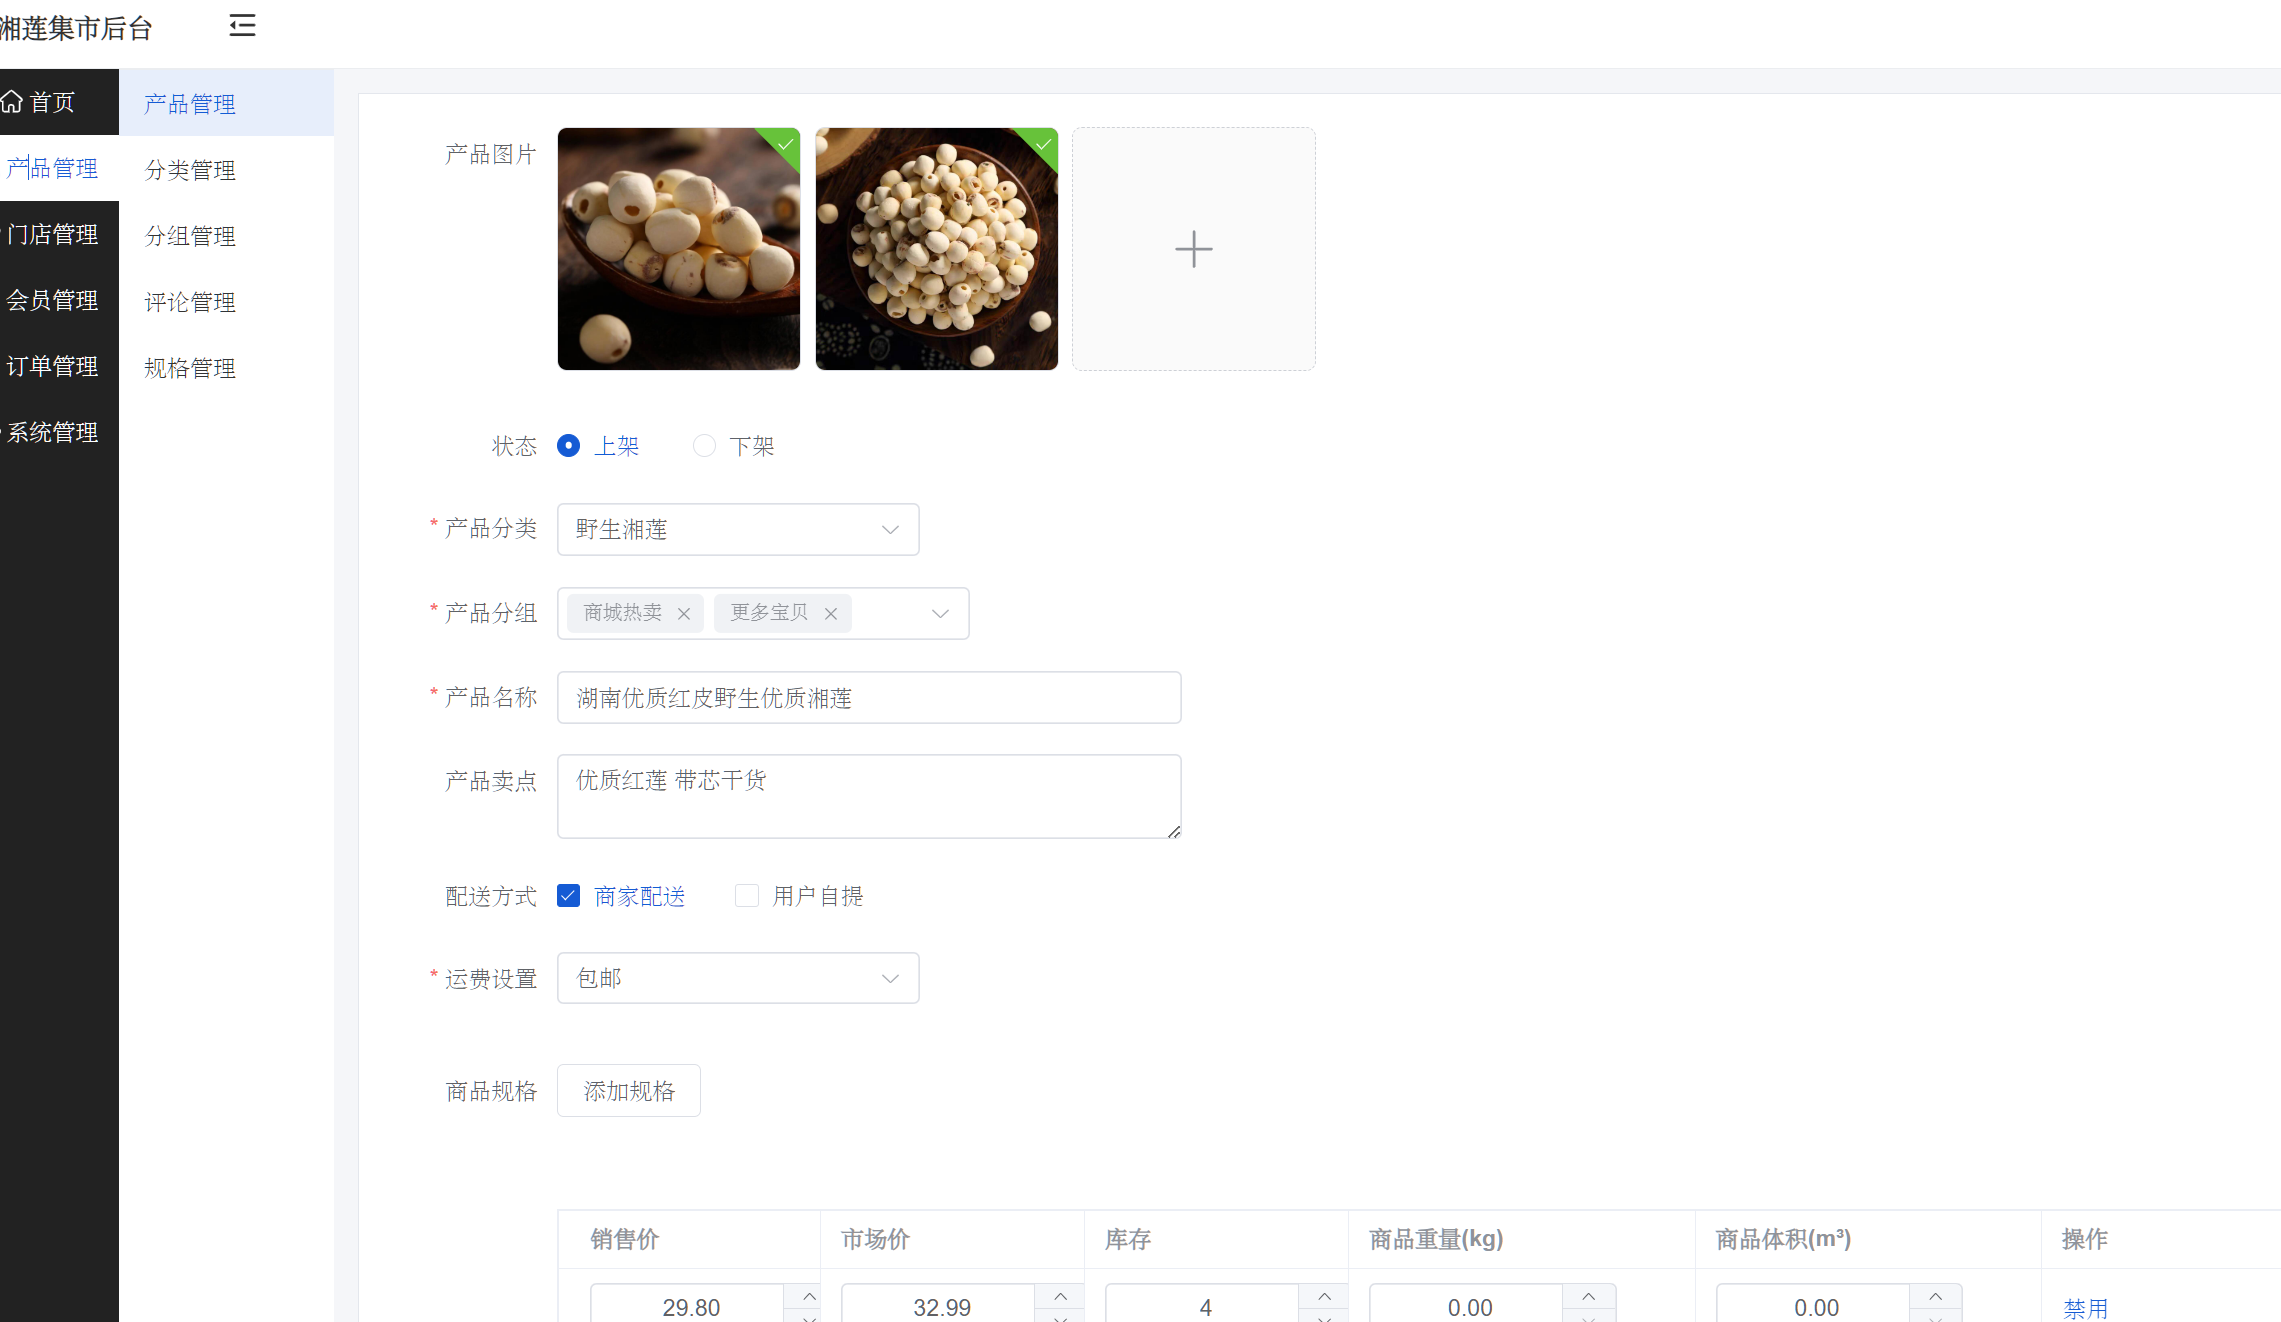 湘莲集市后台
首页
产品管理
门店管理
会员管理
订单管理
系统管理
产品管理
分类管理
分组管理
评论管理
规格管理
产品图片
状态 上架 下架
* 产品分类 野生湘莲
* 产品分组 商城热卖 更多宝贝
* 产品名称 湖南优质红皮野生优质湘莲
产品卖点 优质红莲 带芯干货
配送方式 商家配送 用户自提
* 运费设置 包邮
商品规格 添加规格
销售价 市场价 库存 商品重量(kg) 商品体积(m³) 操作
29.80 32.99 4 0.00 0.00 禁用